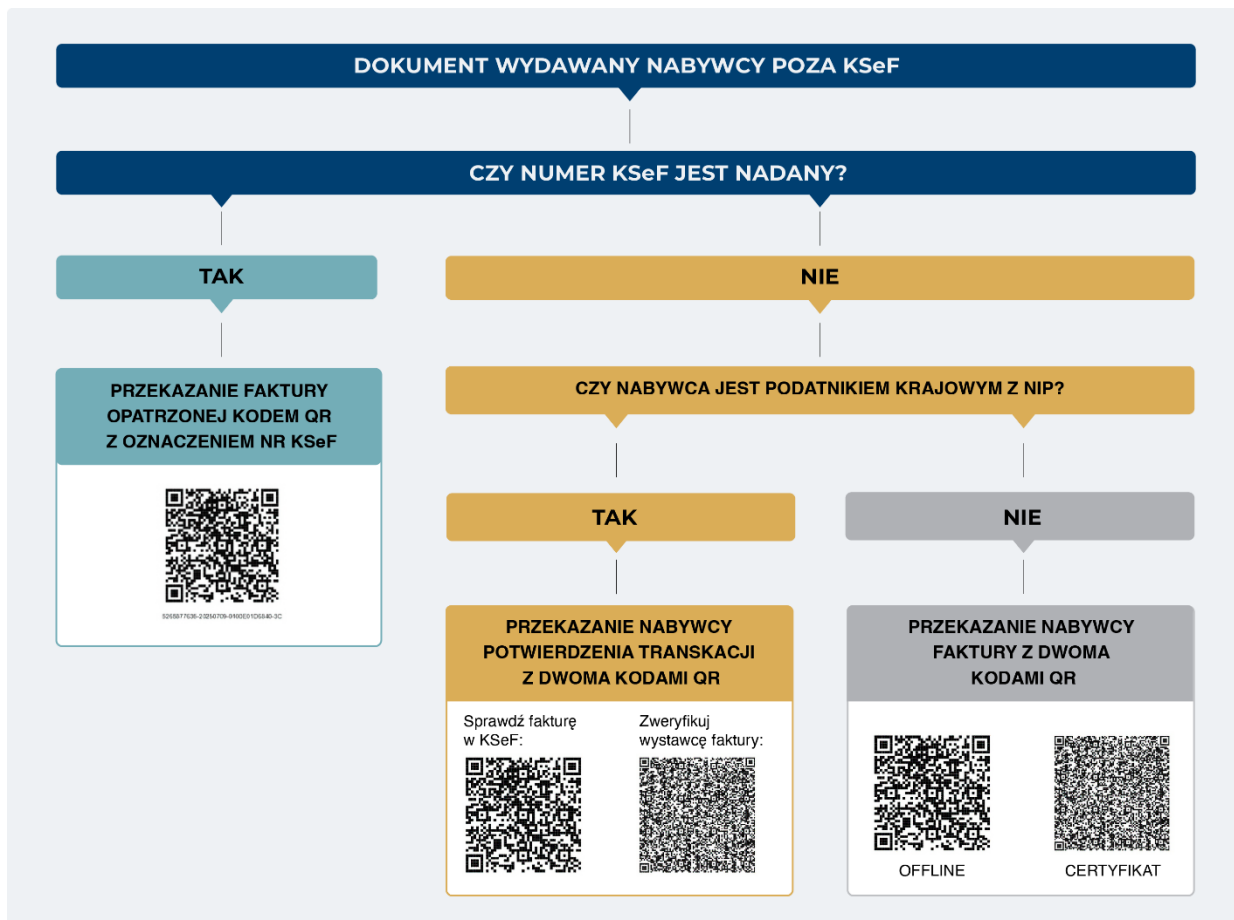 DOKUMENT WYDAWANY NABYWCY POZA KSeF
CZY NUMER KSeF JEST NADANY?
TAK
NIE
PRZEKAZANIE FAKTURY
OPATRZONEJ KODEM QR
Z OZNACZENIEM NR KSeF
CZY NABYWCA JEST PODATNIKIEM KRAJOWYM Z NIP?
TAK
NIE
PRZEKAZANIE NABYWCY
POTWIERDZENIA TRANSKACJI
Z DWOMA KODAMI QR
Sprawdź fakturę
w KSeF:
Zweryfikuj
wystawcę faktury:
PRZEKAZANIE NABYWCY
FAKTURY Z DWOMA
KODAMI QR
OFFLINE
CERTYFIKAT